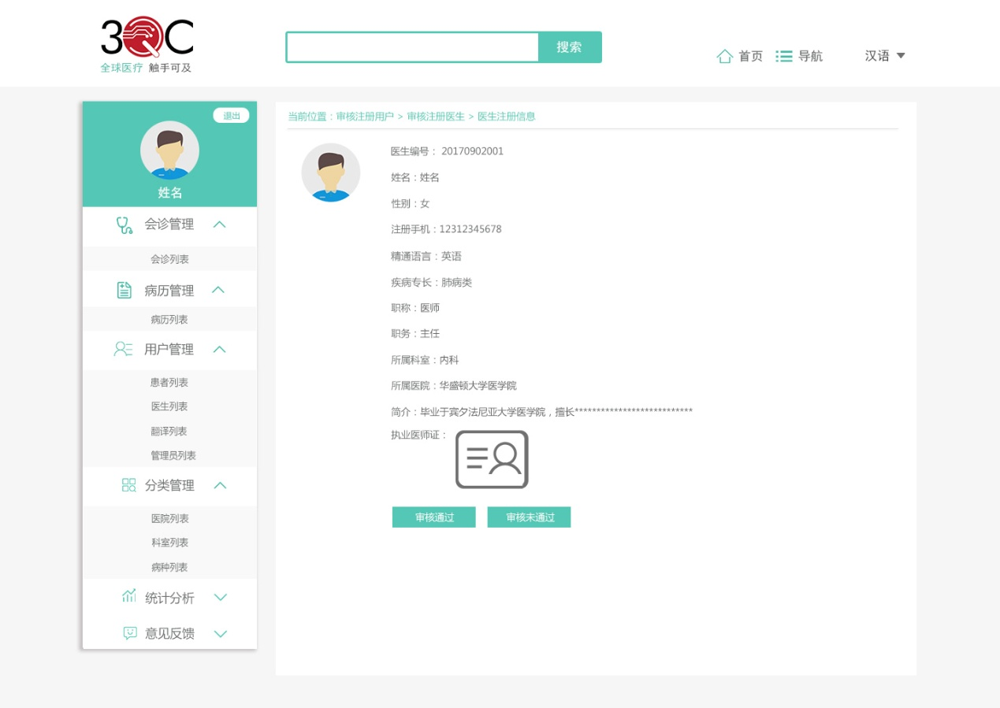 3QC
全球医疗 触手可及
搜索
首页
导航
汉语
退出
姓名
会诊管理
会诊列表
病历管理
病历列表
用户管理
患者列表
医生列表
翻译列表
管理员列表
分类管理
医院列表
科室列表
病种列表
统计分析
意见反馈
当前位置：审核注册用户 > 审核注册医生 > 医生注册信息
医生编号： 20170902001
姓名：姓名
性别：女
注册手机：12312345678
精通语言：英语
疾病专长：肺病类
职称：医师
职务：主任
所属科室：内科
所属医院：华盛顿大学医学院
简介：毕业于宾夕法尼亚大学医学院，擅长***************************
执业医师证：
审核通过
审核未通过